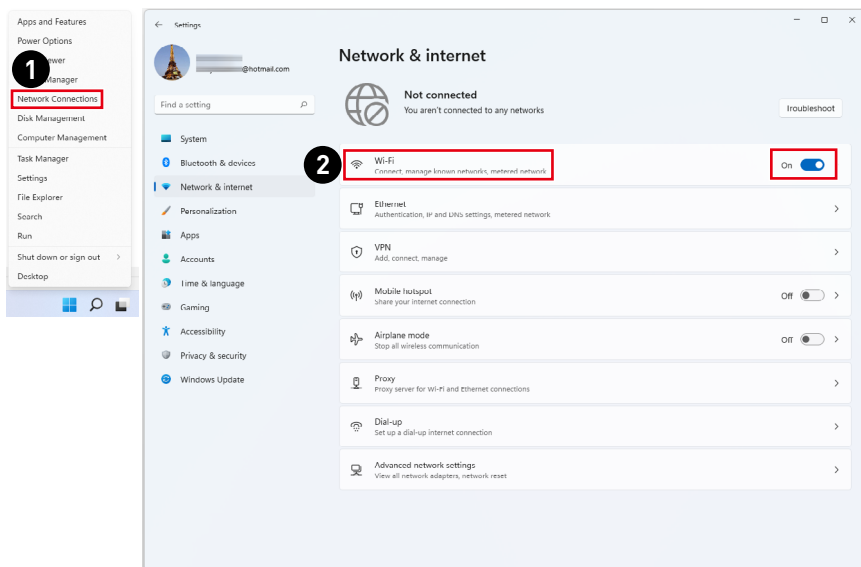 Apps and Features
Power Options
ewer
1
Manager
Network Connections
Disk Management
Computer Management
Task Manager
Settings
File Explorer
Search
Run
Shut down or sign out
Desktop
Settings
@hotmail.com
Find a setting
System
Bluetooth & devices
Network & internet
Personalization
Apps
Accounts
Time & language
Gaming
Accessibility
Privacy & security
Windows Update
Network & internet
Not connected
You aren't connected to any networks
Troubleshoot
2
Wi-Fi
On
Connect, manage known networks, metered network
Ethernet
Authentication, IP and DNS settings, metered network
VPN
Add, connect, manage
Mobile hotspot
Off
Share your internet connection
Airplane mode
Off
Stop all wireless communication
Proxy
Proxy server for Wi-Fi and Ethernet connections
Dial-up
Set up a dial-up internet connection
Advanced network settings
View all network adapters, network reset